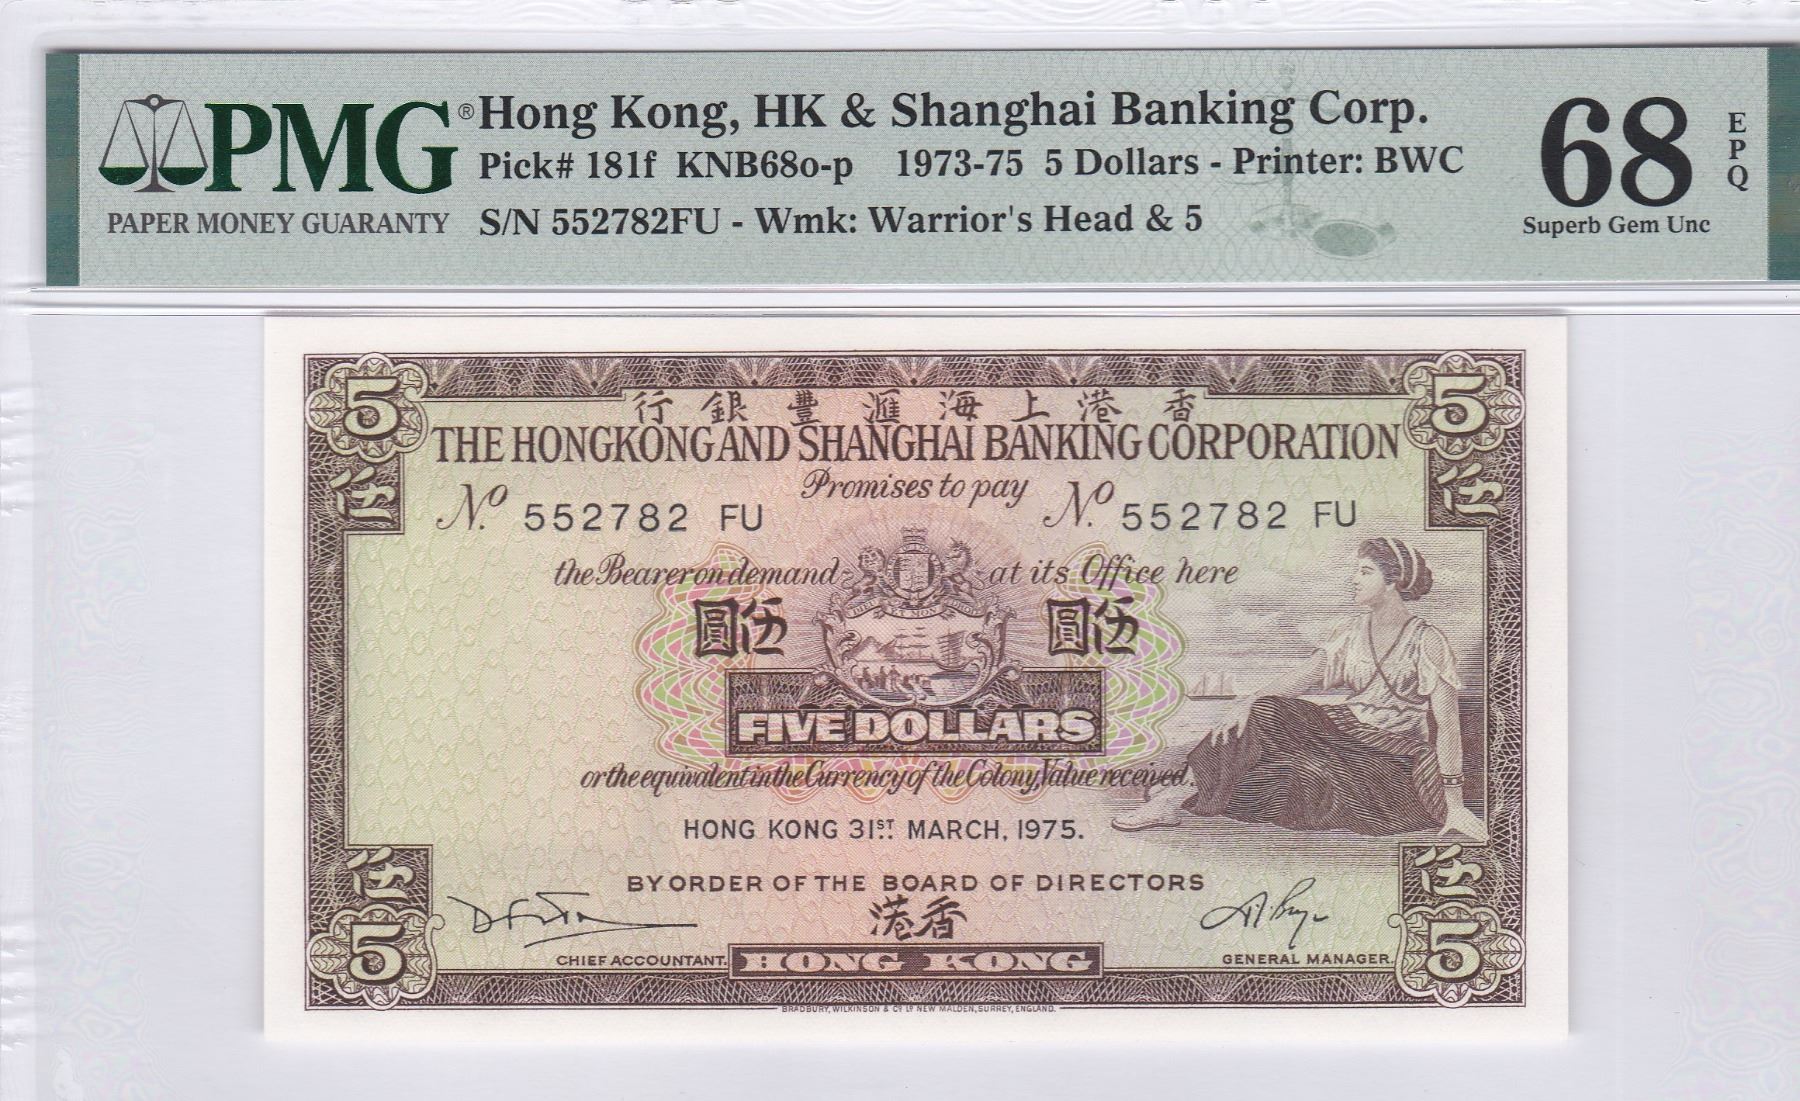 PMG®
PAPER MONEY GUARANTY
Hong Kong, HK & Shanghai Banking Corp.
Pick# 181f KNB68o-p 1973-75 5 Dollars - Printer: BWC
S/N 552782FU - Wmk: Warrior's Head & 5
68
EPQ
Superb Gem Unc
5 5
行銀豐滙海上港香
THE HONGKONG AND SHANGHAI BANKING CORPORATION
伍 伍
Promises to pay
No. 552782 FU No. 552782 FU
the Bearer on demand at its Office here
DIEU ET MON DROIT
圓伍 圓伍
FIVE DOLLARS
or the equivalent in the Currency of the Colony, Value received.
HONG KONG 31ST. MARCH, 1975.
伍 伍
BY ORDER OF THE BOARD OF DIRECTORS
港香
5 5
CHIEF ACCOUNTANT. HONG KONG GENERAL MANAGER.
BRADBURY, WILKINSON & Co. Ld. NEW MALDEN, SURREY, ENGLAND.